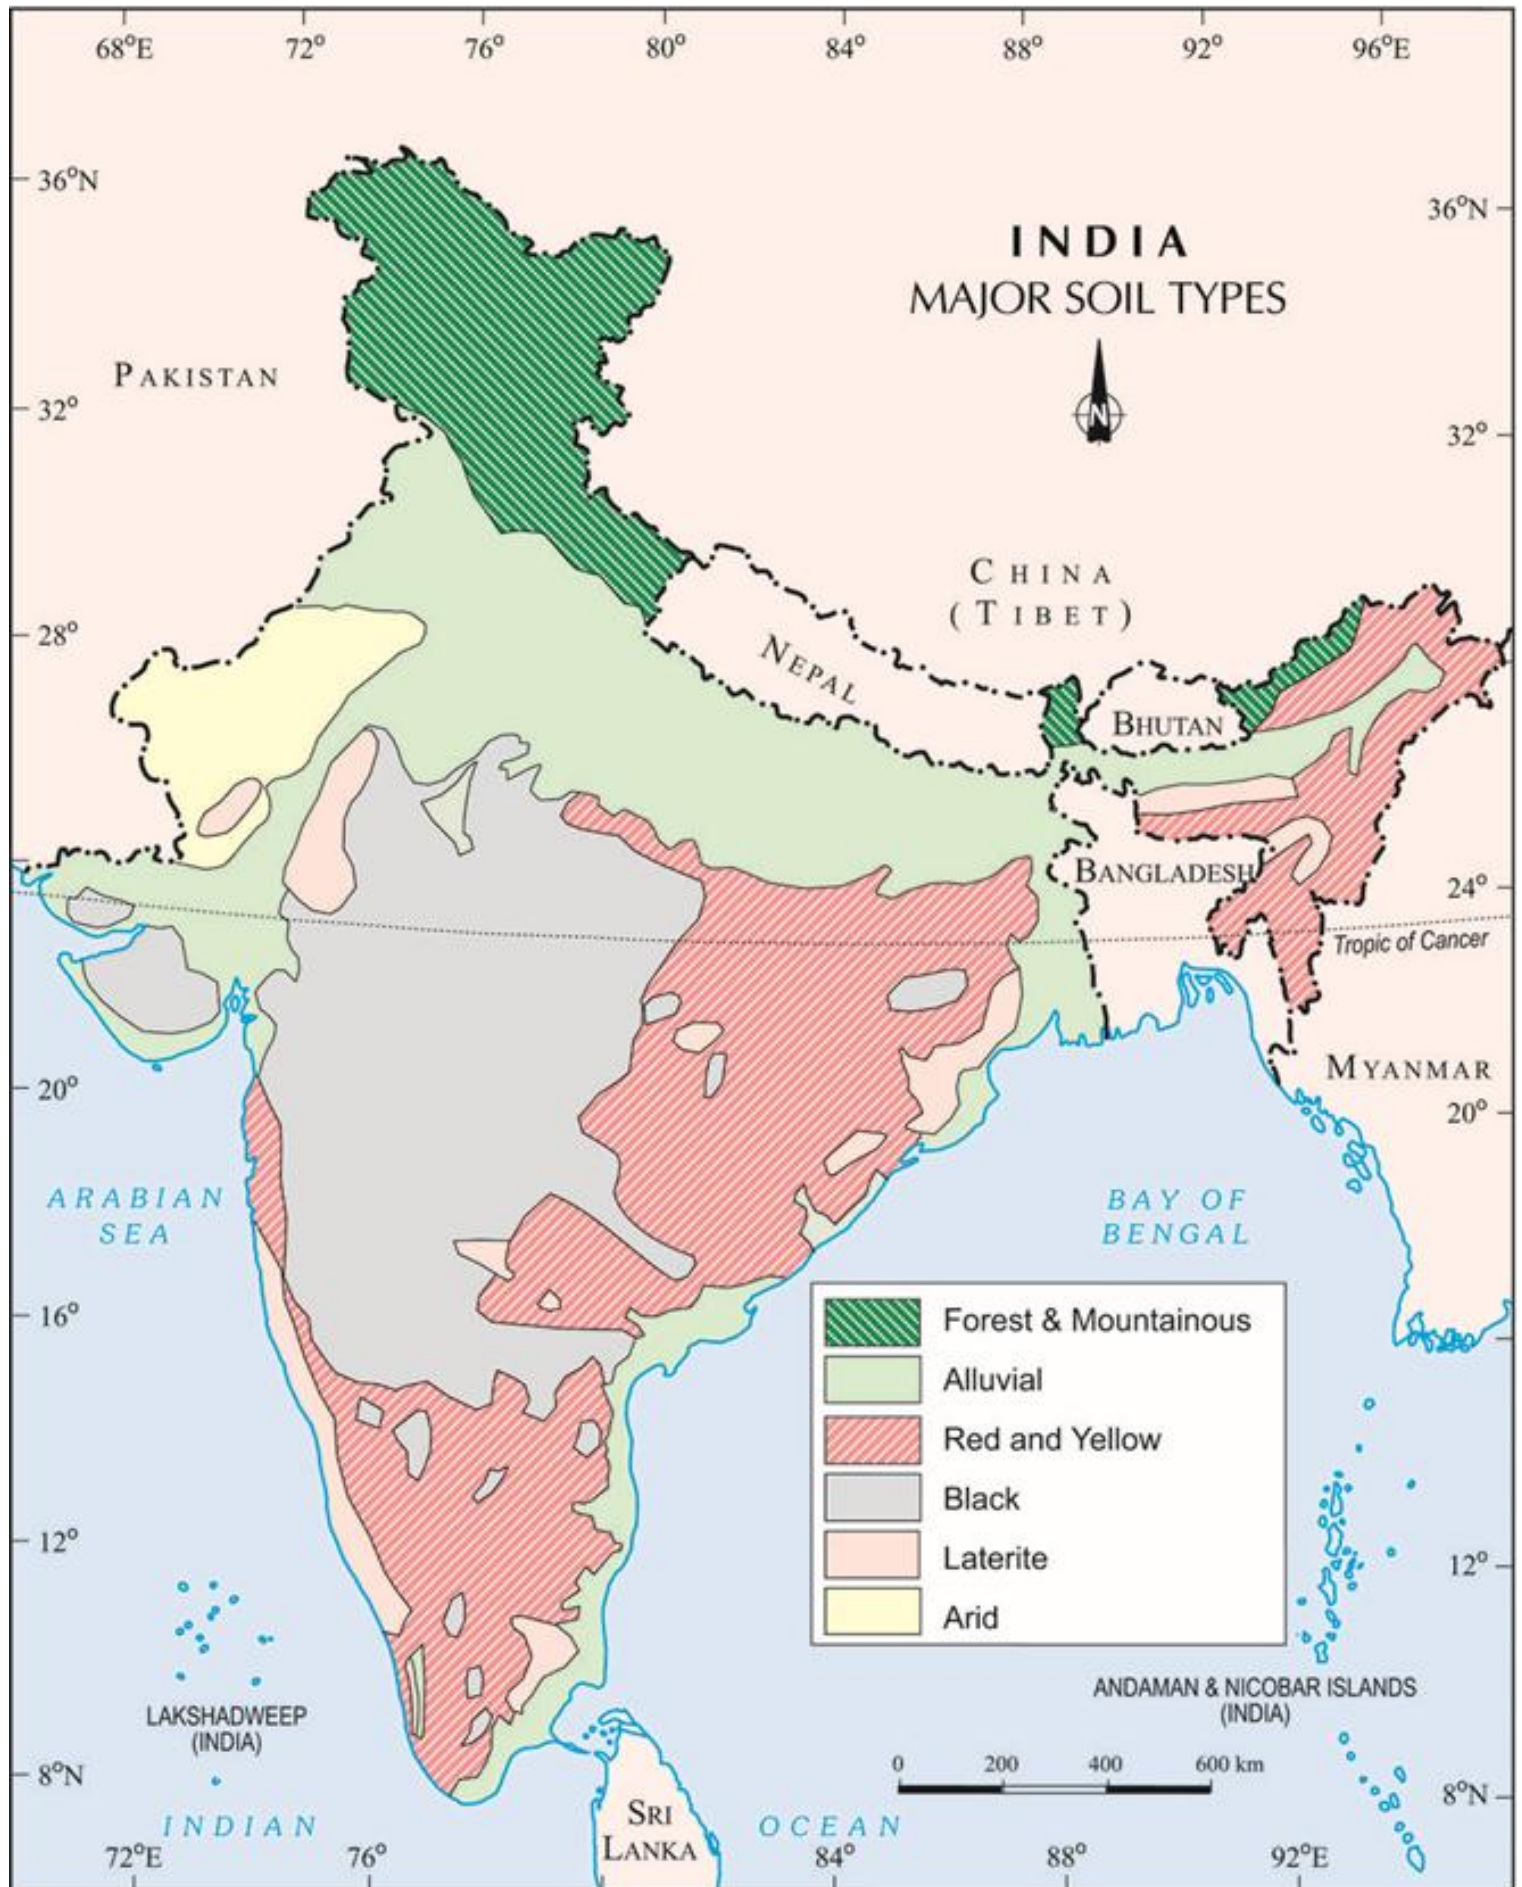 68°E 72° 76° 80° 84° 88° 92° 96°E
36°N
36°N
INDIA
MAJOR SOIL TYPES
PAKISTAN
N
32°
32°
CHINA
(TIBET)
28°
NEPAL
BHUTAN
BANGLADESH
24°
Tropic of Cancer
MYANMAR
20°
20°
ARABIAN
SEA
BAY OF
BENGAL
16°
Forest & Mountainous
Alluvial
Red and Yellow
Black
Laterite
Arid
12°
12°
LAKSHADWEEP
(INDIA)
ANDAMAN & NICOBAR ISLANDS
(INDIA)
0 200 400 600 km
8°N
8°N
SRI
LANKA
INDIAN OCEAN
72°E 76° 84° 88° 92°E